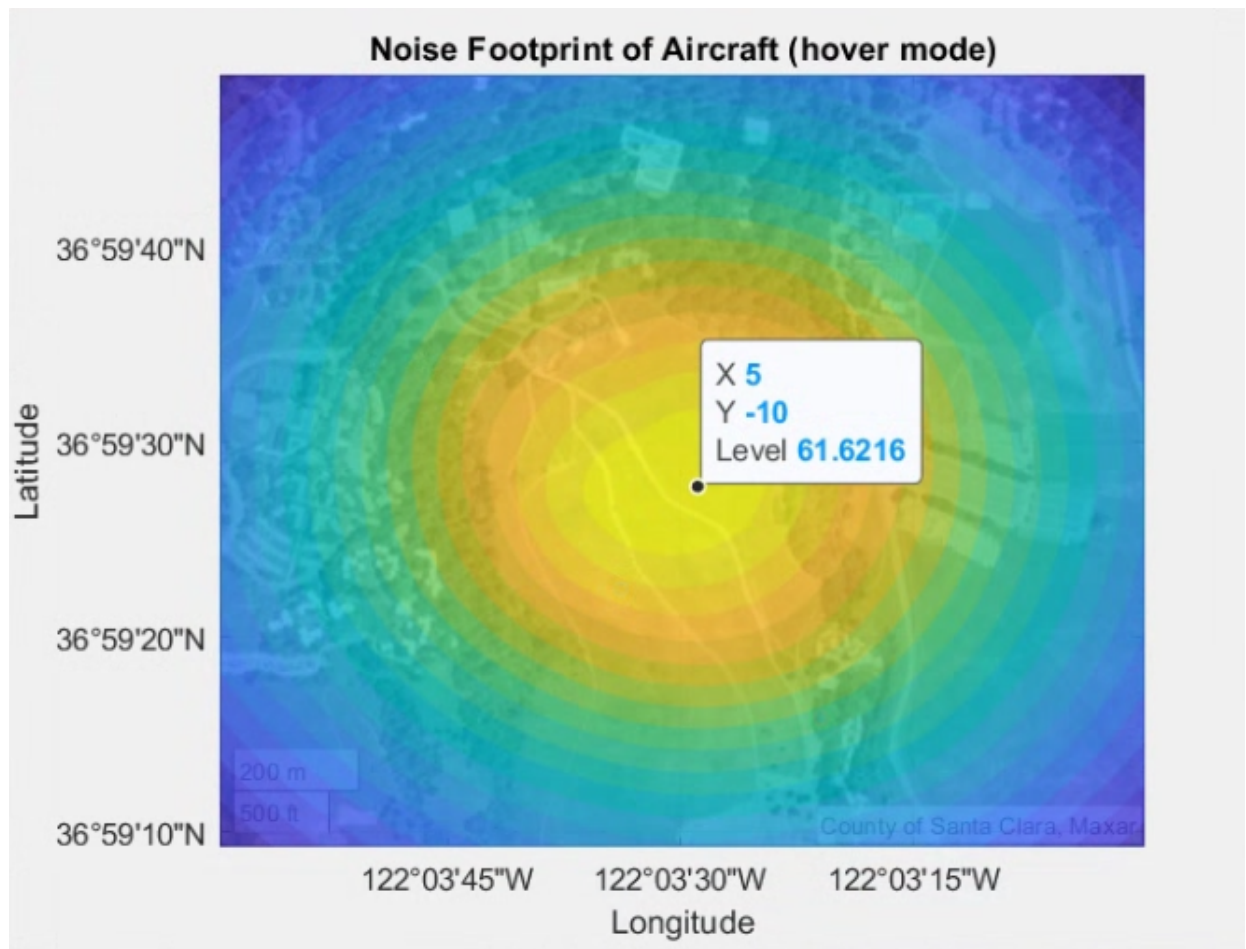 Noise Footprint of Aircraft (hover mode)
36°59'40"N
X 5
Y -10
Level 61.6216
36°59'30"N
Latitude
36°59'20"N
200 m
500 ft
36°59'10"N
County of Santa Clara, Maxar
122°03'45"W 122°03'30"W 122°03'15"W
Longitude